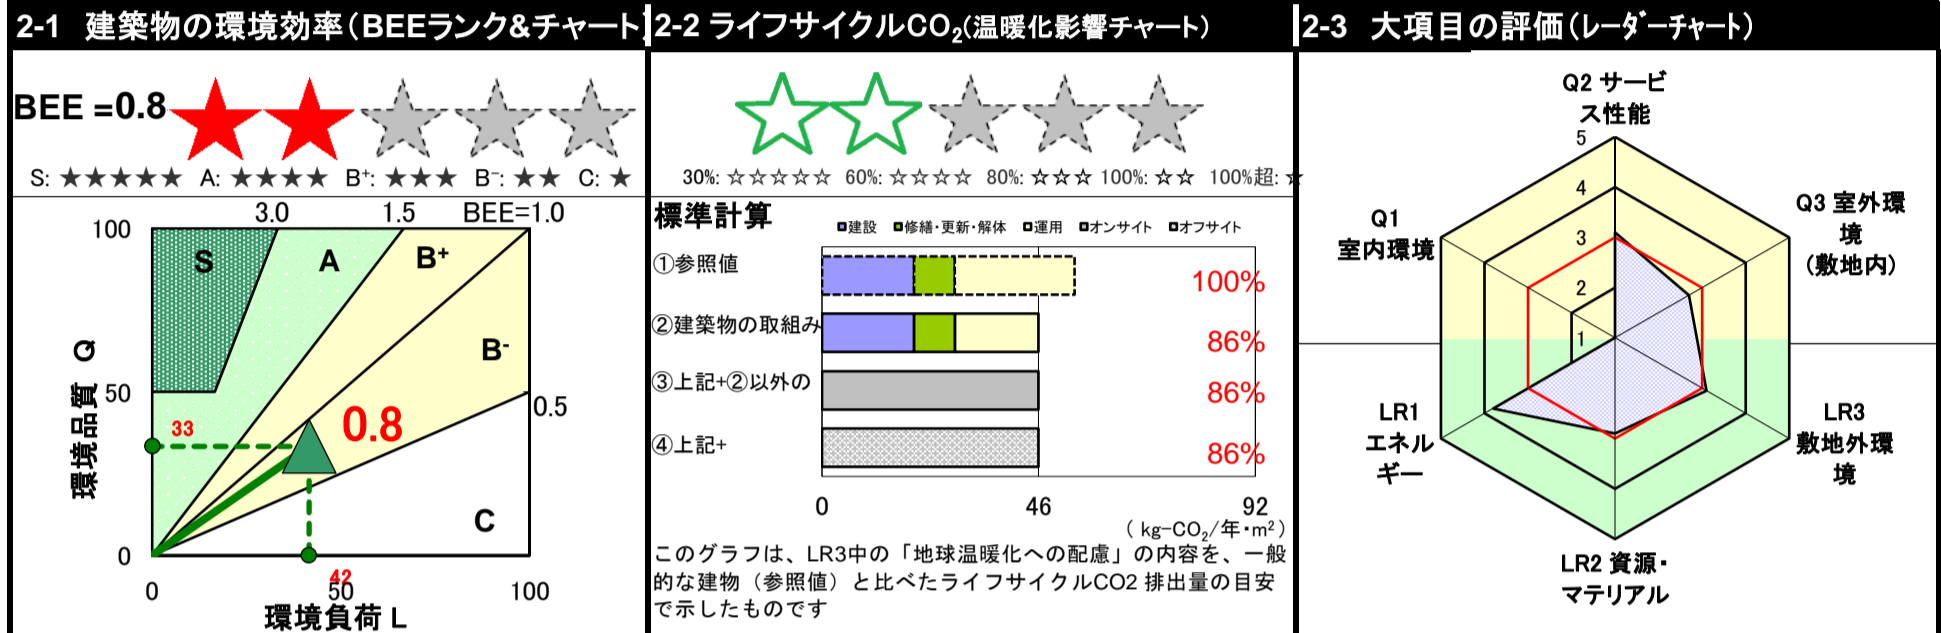 2-1 建築物の環境効率（BEEランク&チャート）
BEE =0.8
S: ★★★★★ A: ★★★★ B⁺: ★★★ B⁻: ★★ C: ★
3.0 1.5 BEE=1.0
100
S
A
B⁺
B⁻
環境品質 Q
50
0.5
33
0.8
C
0
42
0 50 100
環境負荷 L
2-2 ライフサイクルCO₂(温暖化影響チャート)
30%: ☆☆☆☆☆ 60%: ☆☆☆☆ 80%: ☆☆☆ 100%: ☆☆ 100%超: ☆
標準計算
■建設 ■修繕・更新・解体 □運用 ■オンサイト ■オフサイト
①参照値 100%
②建築物の取組み 86%
③上記+②以外の 86%
④上記+ 86%
0 46 92
( kg-CO₂/年・m²)
このグラフは、LR3中の「地球温暖化への配慮」の内容を、一般
的な建物（参照値）と比べたライフサイクルCO2 排出量の目安
で示したものです
2-3 大項目の評価（レーダーチャート）
Q2 サービ
ス性能
5
4
3
2
1
Q1
室内環境
Q3 室外環
境
(敷地内)
LR1
エネル
ギー
LR3
敷地外環
境
LR2 資源・
マテリアル